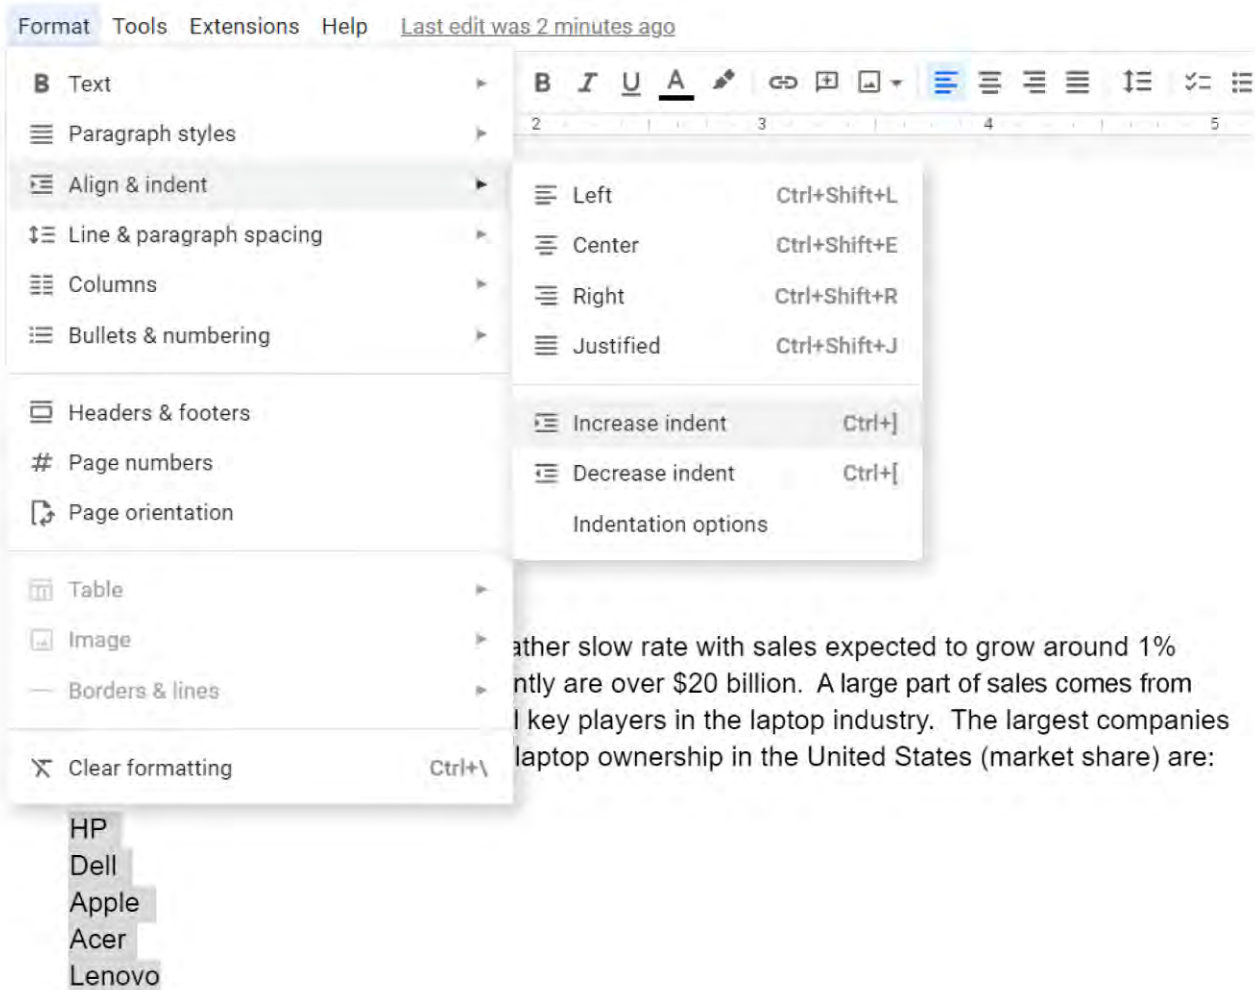 Format Tools Extensions Help Last edit was 2 minutes ago
B Text
B I U A
Paragraph styles
2 3 4 5
Align & indent
Left Ctrl+Shift+L
Line & paragraph spacing
Center Ctrl+Shift+E
Columns
Right Ctrl+Shift+R
Bullets & numbering
Justified Ctrl+Shift+J
Headers & footers
Increase indent Ctrl+]
Page numbers
Decrease indent Ctrl+[
Page orientation
Indentation options
Table
Image
ather slow rate with sales expected to grow around 1%
Borders & lines
ntly are over $20 billion.  A large part of sales comes from
l key players in the laptop industry.  The largest companies
Clear formatting Ctrl+\
laptop ownership in the United States (market share) are:
HP
Dell
Apple
Acer
Lenovo